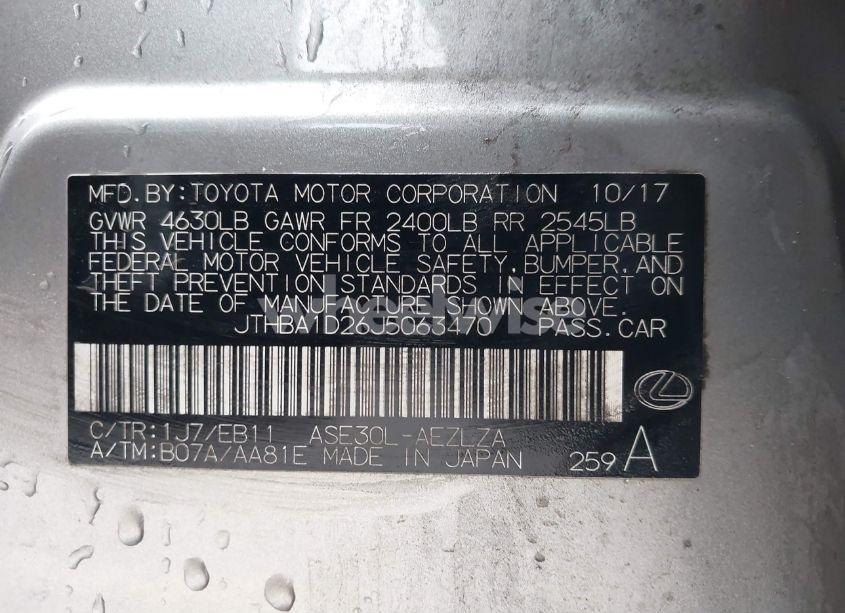 MFD.BY:TOYOTA MOTOR CORPORATION 10/17
GVWR 4630LB GAWR FR 2400LB RR 2545LB
THIS VEHICLE CONFORMS TO ALL APPLICABLE
FEDERAL MOTOR VEHICLE SAFETY,BUMPER,AND
THEFT PREVENTION STANDARDS IN EFFECT ON
THE DATE OF MANUFACTURE SHOWN ABOVE.
JTHBA1D26J5063470 PASS.CAR
C/TR:1J7/EB11 ASE30L-AEZLZA
A/TM:B07A/AA81E MADE IN JAPAN 259 A